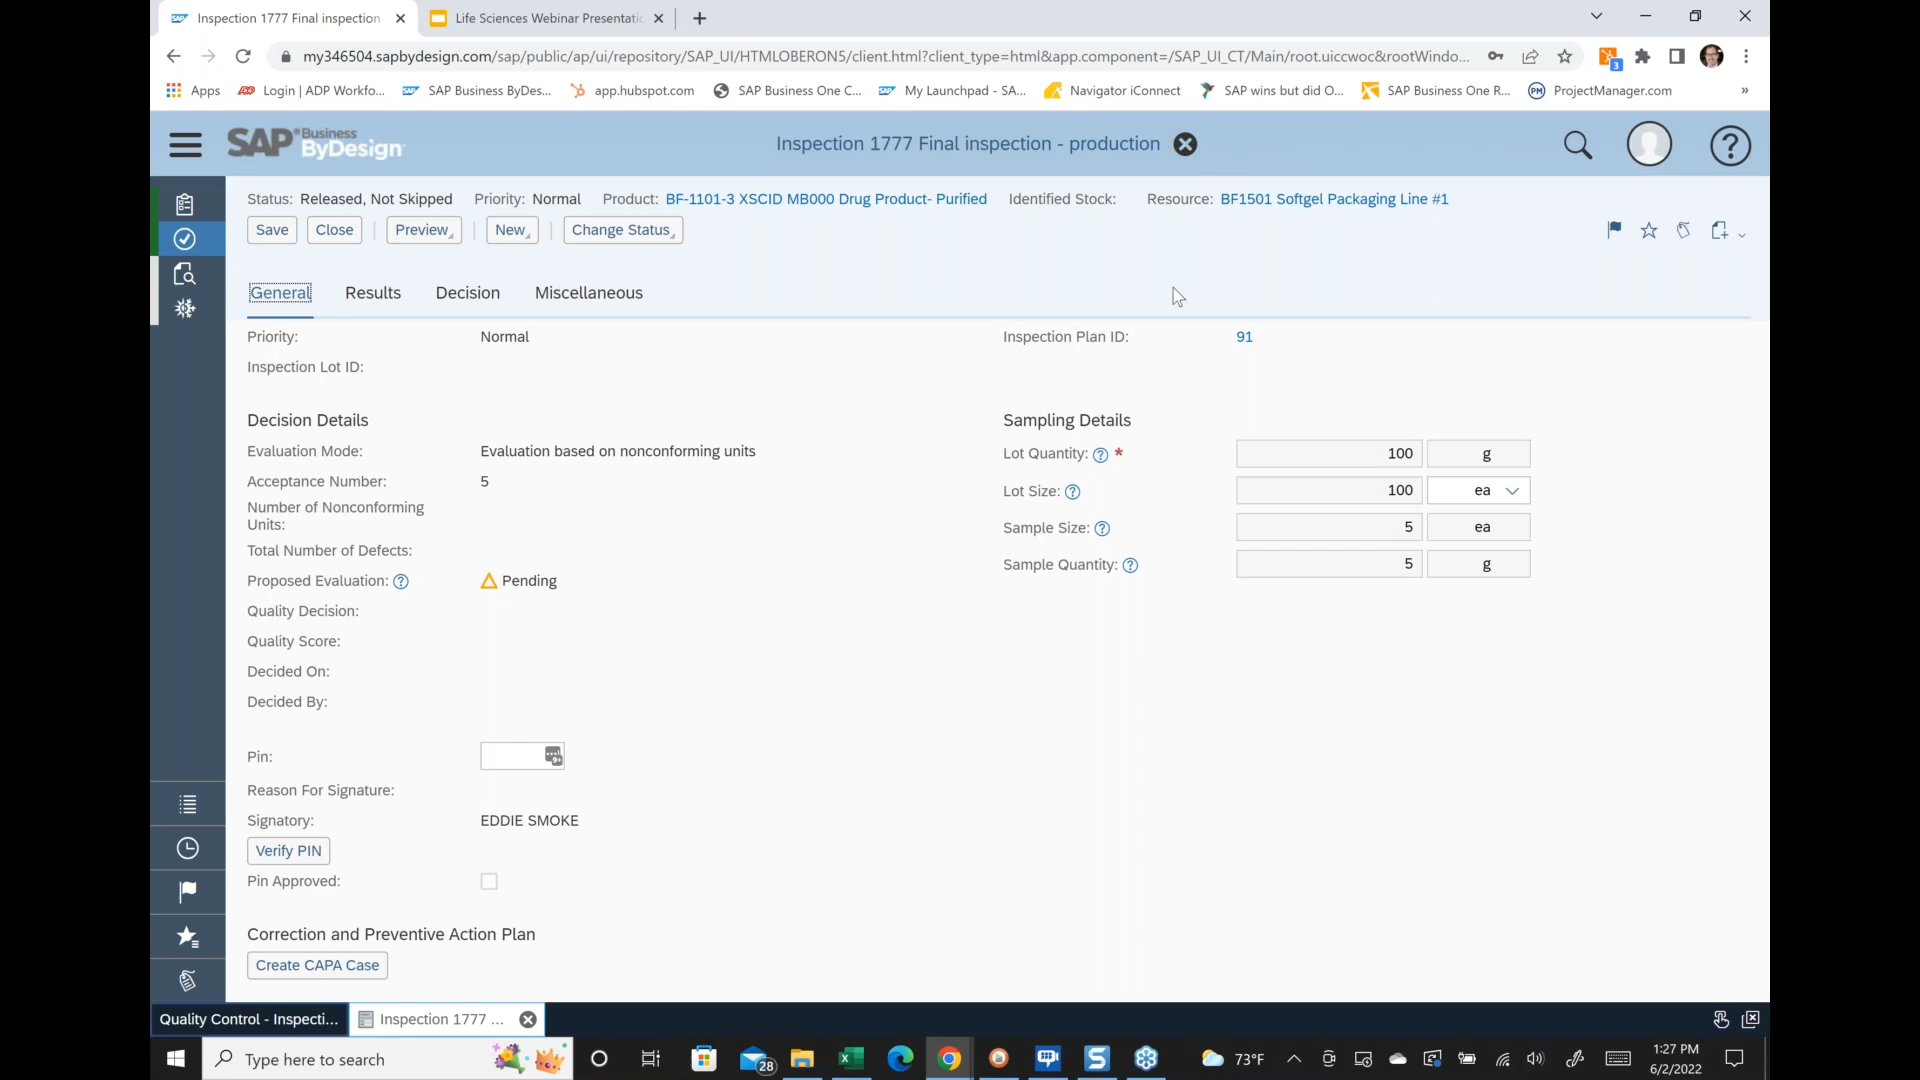 Inspection 1777 Final inspection
Life Sciences Webinar Presentati
my346504.sapbydesign.com/sap/public/ap/ui/repository/SAP_UI/HTMLOBERON5/client.html?client_type=html&app.component=/SAP_UI_CT/Main/root.uiccwoc&rootWindo...
3
Apps
Login | ADP Workfo...
SAP Business ByDes...
app.hubspot.com
SAP Business One C...
My Launchpad - SA...
Navigator iConnect
SAP wins but did O...
SAP Business One R...
PM
ProjectManager.com
»
SAP Business ByDesign
Inspection 1777 Final inspection - production
Status: Released, Not Skipped Priority: Normal Product: BF-1101-3 XSCID MB000 Drug Product- Purified Identified Stock: Resource: BF1501 Softgel Packaging Line #1
Save Close Preview New Change Status
General Results Decision Miscellaneous
Priority: Normal Inspection Plan ID: 91
Inspection Lot ID:
Decision Details Sampling Details
Evaluation Mode: Evaluation based on nonconforming units Lot Quantity: ? * 100 g
Acceptance Number: 5 Lot Size: ? 100 ea
Number of Nonconforming
Units:
Sample Size: ? 5 ea
Total Number of Defects: Sample Quantity: ? 5 g
Proposed Evaluation: ? Pending
Quality Decision:
Quality Score:
Decided On:
Decided By:
Pin: 9+
Reason For Signature:
Signatory: EDDIE SMOKE
Verify PIN
Pin Approved:
Correction and Preventive Action Plan
Create CAPA Case
Quality Control - Inspecti... Inspection 1777 ...
Type here to search
28
S
73°F
1:27 PM
6/2/2022